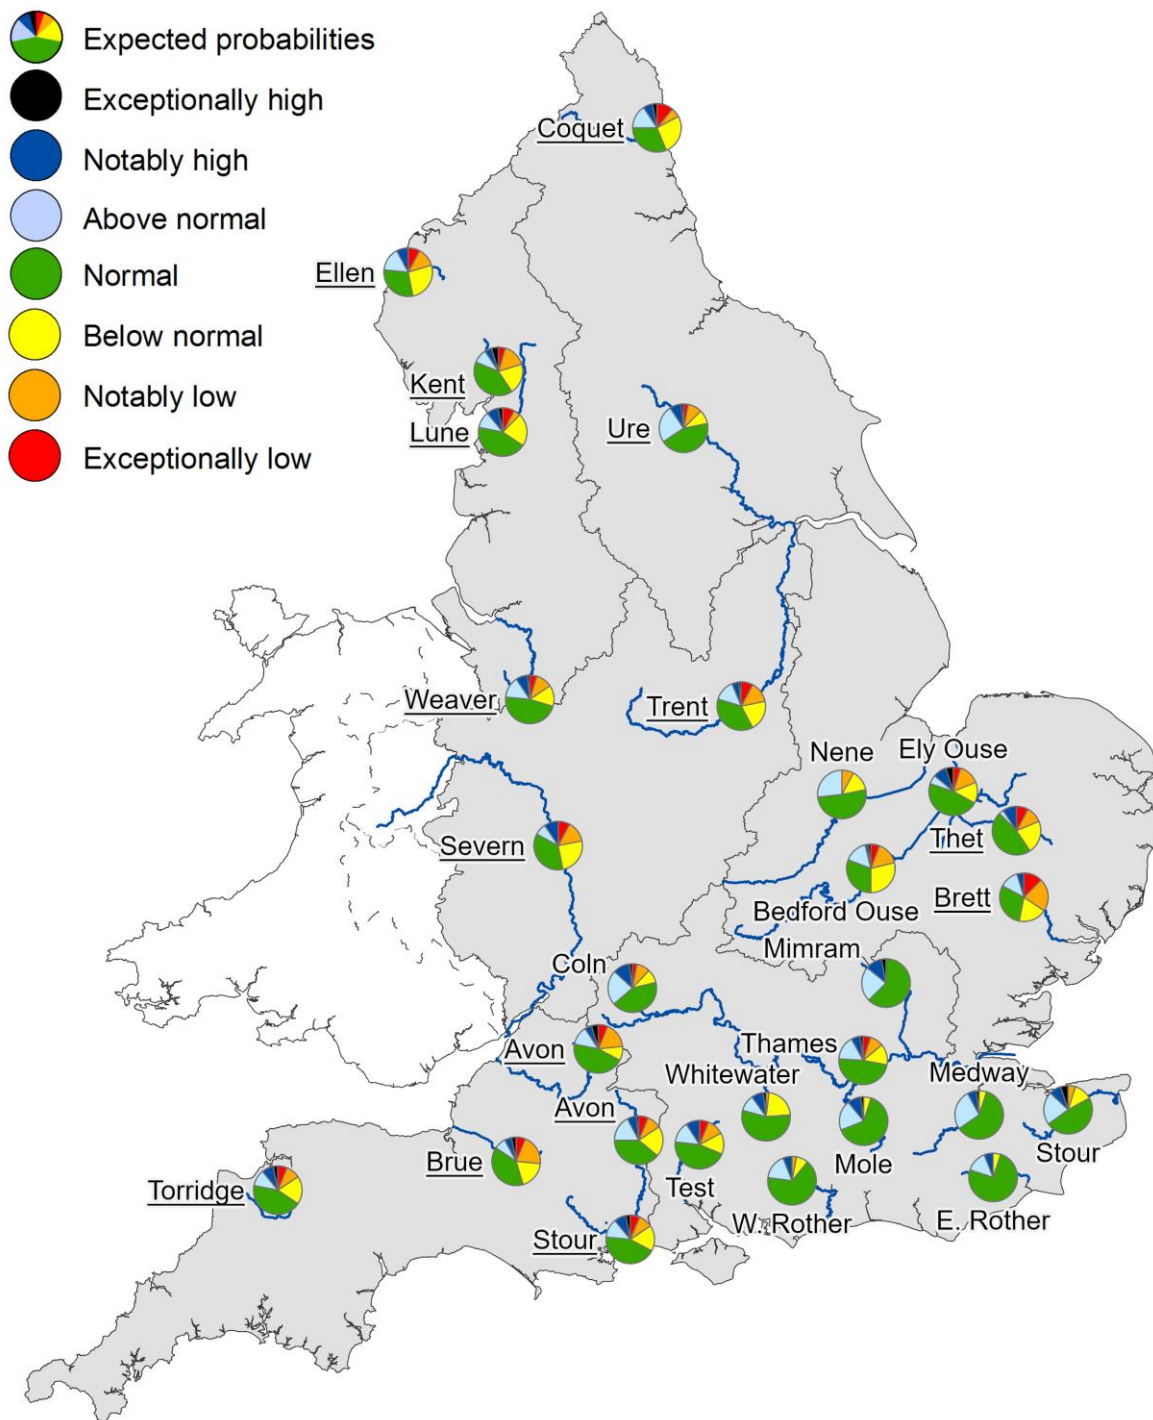 Expected probabilities
Exceptionally high
Notably high
Above normal
Normal
Below normal
Notably low
Exceptionally low
Coquet
Ellen
Kent
Lune
Ure
Weaver
Trent
Nene
Ely Ouse
Severn
Thet
Bedford Ouse
Brett
Mimram
Coln
Avon
Thames
Whitewater
Medway
Avon
Brue
Test
Mole
Stour
Torridge
W. Rother
E. Rother
Stour